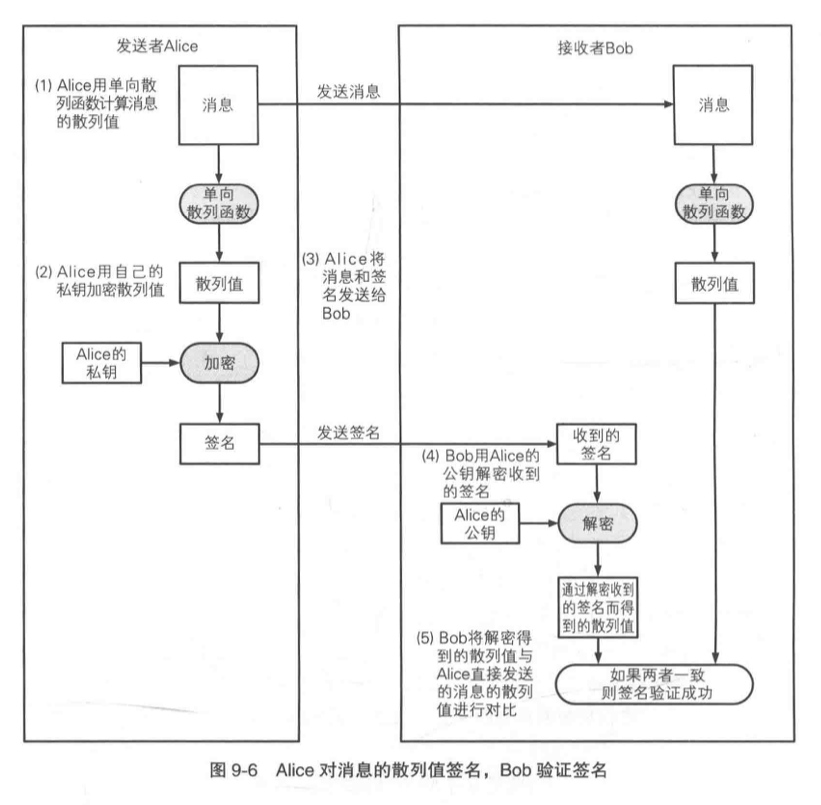 发送者Alice
接收者Bob
(1) Alice用单向散
列函数计算消息
的散列值
消息
发送消息
消息
单向
散列函数
单向
散列函数
(2) Alice用自己的
私钥加密散列值
散列值
(3) Alice将
消息和签
名发送给
Bob
散列值
Alice的
私钥
加密
签名
发送签名
收到的
签名
(4) Bob用Alice的
公钥解密收到
的签名
Alice的
公钥
解密
通过解密收到
的签名而得
到的散列值
(5) Bob将解密得
到的散列值与
Alice直接发送
的消息的散列
值进行对比
如果两者一致
则签名验证成功
图 9-6 Alice 对消息的散列值签名，Bob 验证签名